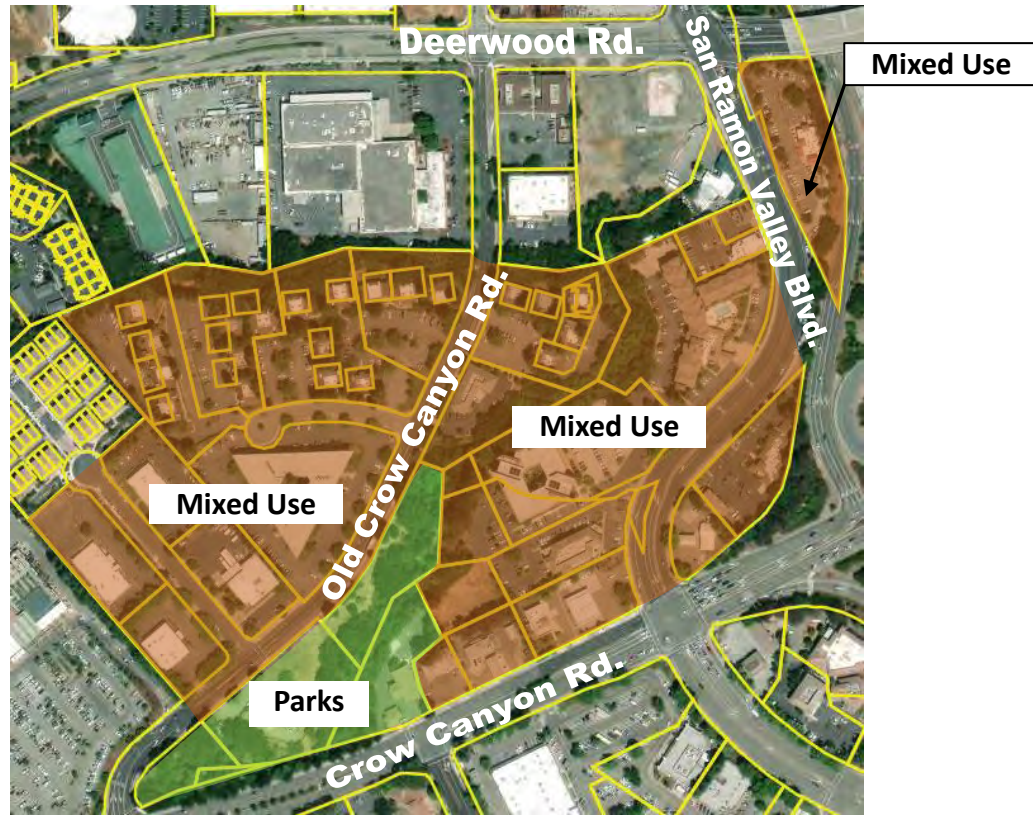 Deerwood Rd.
San Ramon Valley Blvd.
Mixed Use
Old Crow Canyon Rd.
Mixed Use
Mixed Use
Parks
Crow Canyon Rd.